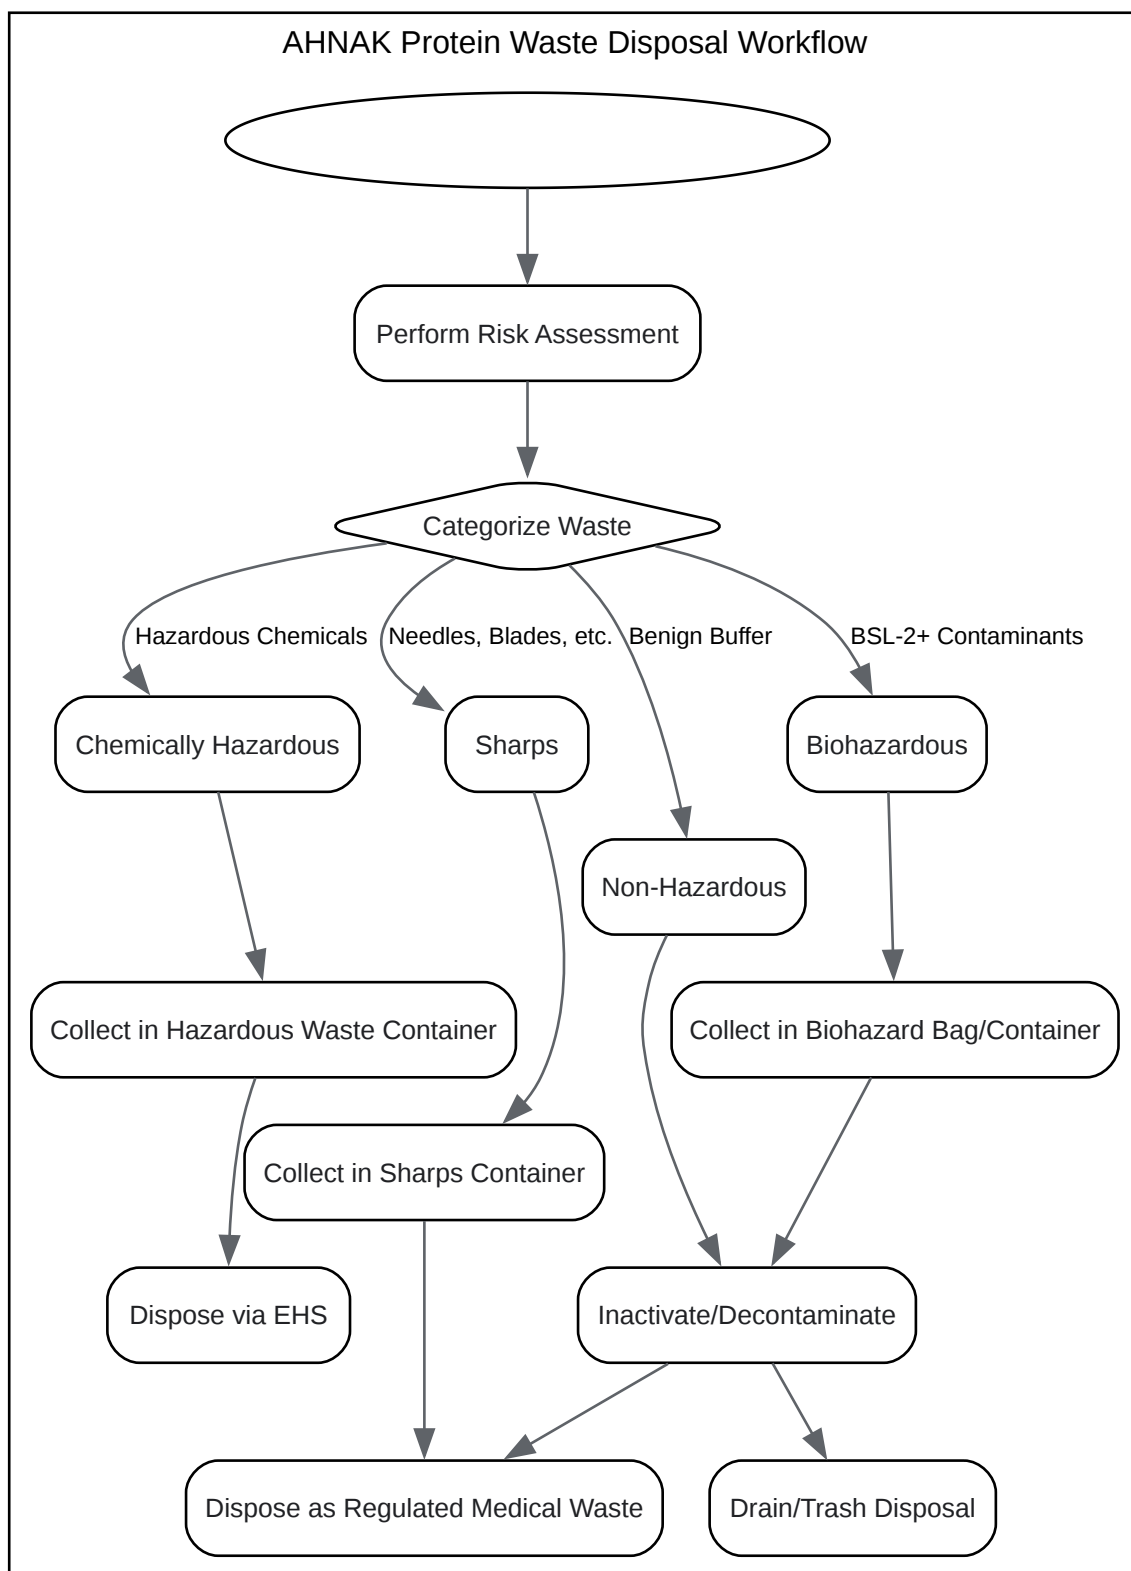 AHNAK Protein Waste Disposal Workflow
Perform Risk Assessment
Categorize Waste
Hazardous Chemicals
Needles, Blades, etc.
Benign Buffer
BSL-2+ Contaminants
Chemically Hazardous
Sharps
Biohazardous
Non-Hazardous
Collect in Hazardous Waste Container
Collect in Biohazard Bag/Container
Collect in Sharps Container
Dispose via EHS
Inactivate/Decontaminate
Dispose as Regulated Medical Waste
Drain/Trash Disposal